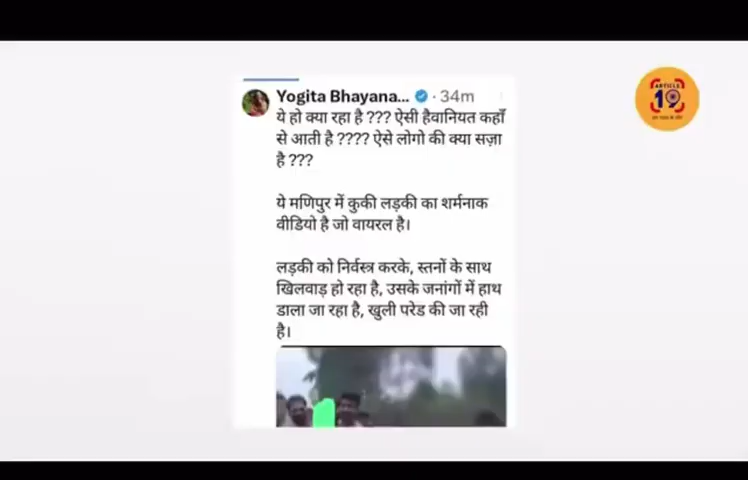 Yogita Bhayana... · 34m
ये हो क्या रहा है ??? ऐसी हैवानियत कहाँ
से आती है ???? ऐसे लोगो की क्या सज़ा
है ???
ये मणिपुर में कुकी लड़की का शर्मनाक
वीडियो है जो वायरल है।
लड़की को निर्वस्त्र करके, स्तनों के साथ
खिलवाड़ हो रहा है, उसके जनांगों में हाथ
डाला जा रहा है, खुली परेड की जा रही
है।
ARTICLE
19